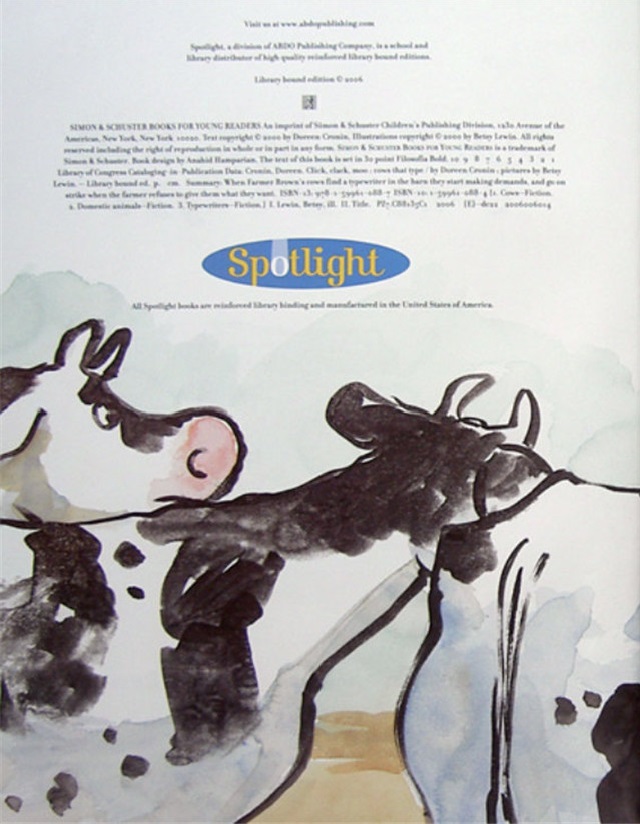 Visit us at www.abdopublishing.com
Spotlight, a division of ABDO Publishing Company, is a school and
library distributor of high quality reinforced library bound editions.
Library bound edition © 2006
SIMON & SCHUSTER BOOKS FOR YOUNG READERS An imprint of Simon & Schuster Children's Publishing Division, 1230 Avenue of the
Americas, New York, New York 10020. Text copyright © 2000 by Doreen Cronin. Illustrations copyright © 2000 by Betsy Lewin. All rights
reserved including the right of reproduction in whole or in part in any form. SIMON & SCHUSTER BOOKS FOR YOUNG READERS is a trademark of
Simon & Schuster. Book design by Anahid Hamparian. The text of this book is set in 30 point Filosofia Bold. 10 9 8 7 6 5 4 3 2 1
Library of Congress Cataloging-in-Publication Data: Cronin, Doreen. Click, clack, moo : cows that type / by Doreen Cronin ; pictures by Betsy
Lewin. — Library bound ed. p. cm. Summary: When Farmer Brown's cows find a typewriter in the barn they start making demands, and go on
strike when the farmer refuses to give them what they want. ISBN-13: 978-1-59961-088-7 ISBN-10: 1-59961-088-4 [1. Cows—Fiction.
2. Domestic animals—Fiction. 3. Typewriters—Fiction.] I. Lewin, Betsy, ill. II. Title. 2006 [E]—dc22
Spotlight
All Spotlight books are reinforced library binding and manufactured in the United States of America.